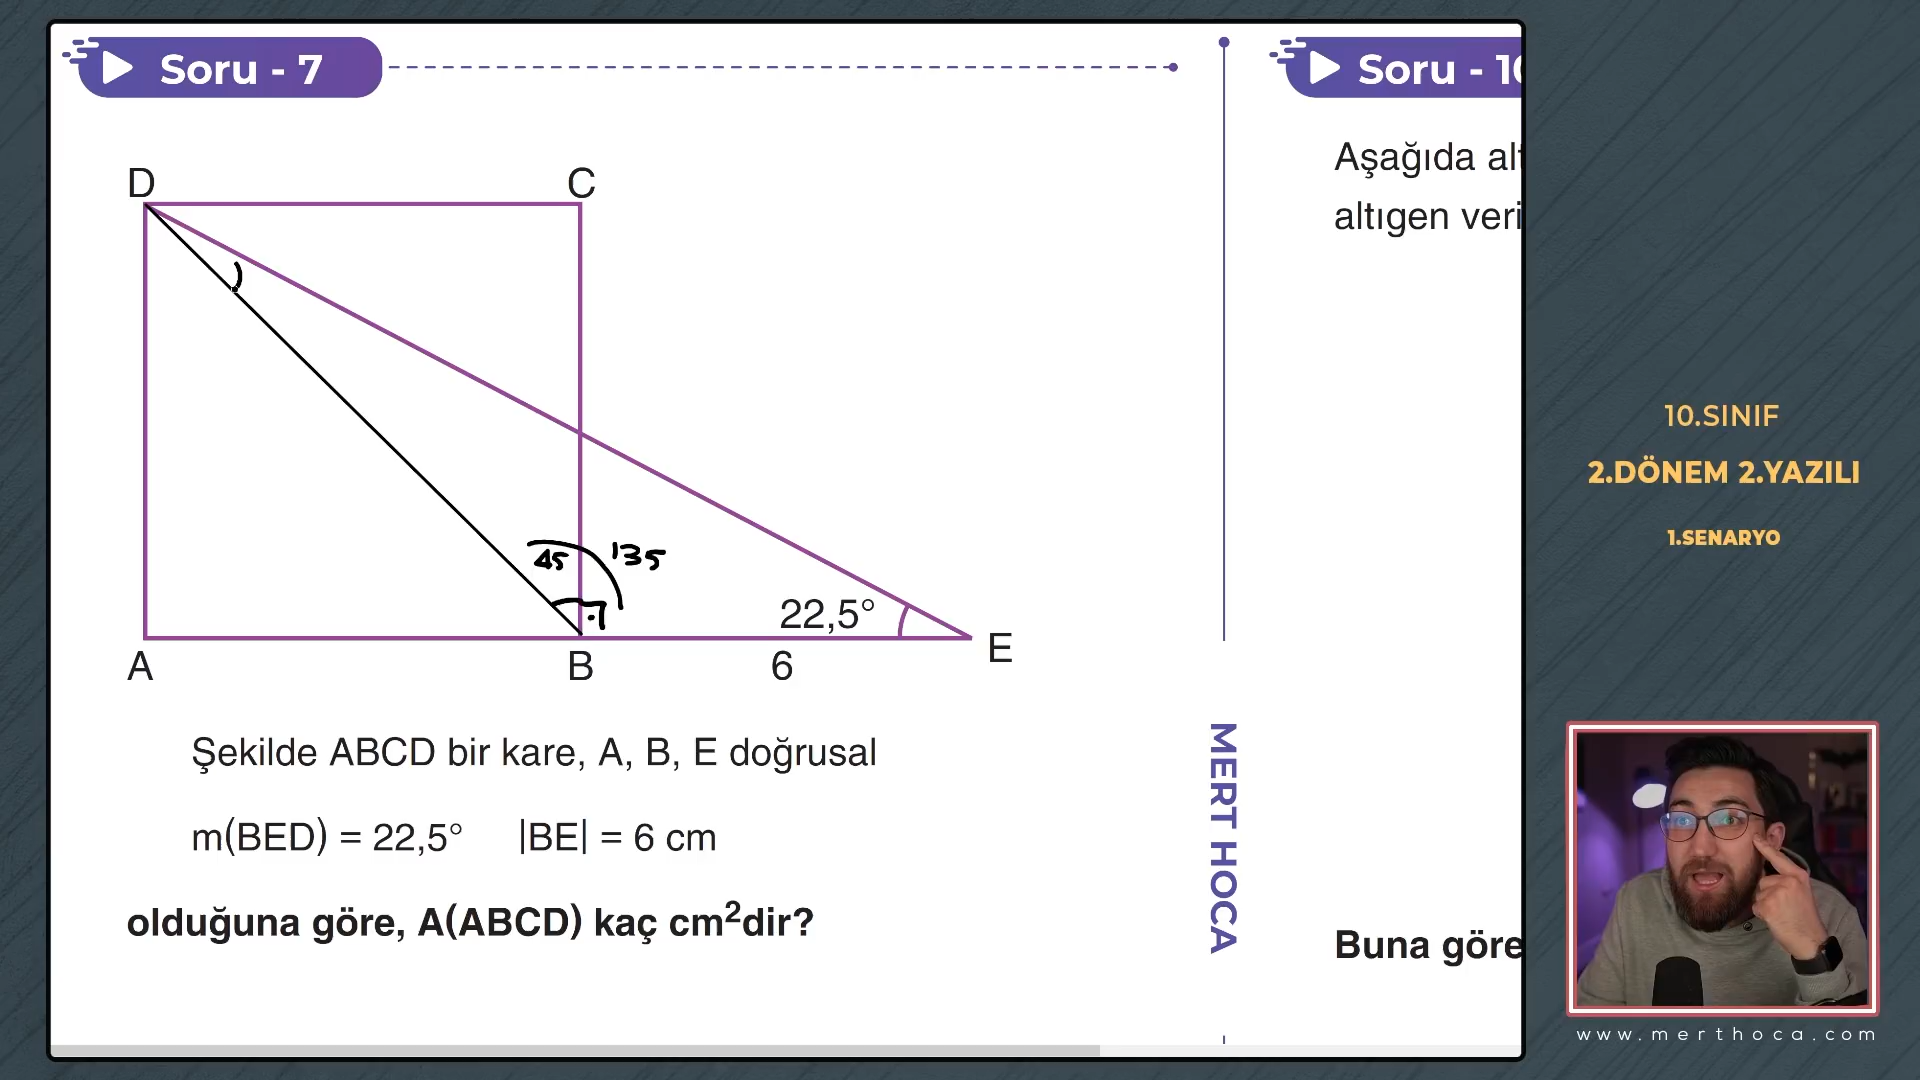 Soru - 7
D
C
45
135
22,5°
A
B
6
E
Şekilde ABCD bir kare, A, B, E doğrusal
m(BED) = 22,5° |BE| = 6 cm
olduğuna göre, A(ABCD) kaç cm²dir?
MERT HOCA
Soru - 10
Aşağıda alt
altıgen veri
Buna göre
10.SINIF
2.DÖNEM 2.YAZILI
1.SENARYO
www.merthoca.com